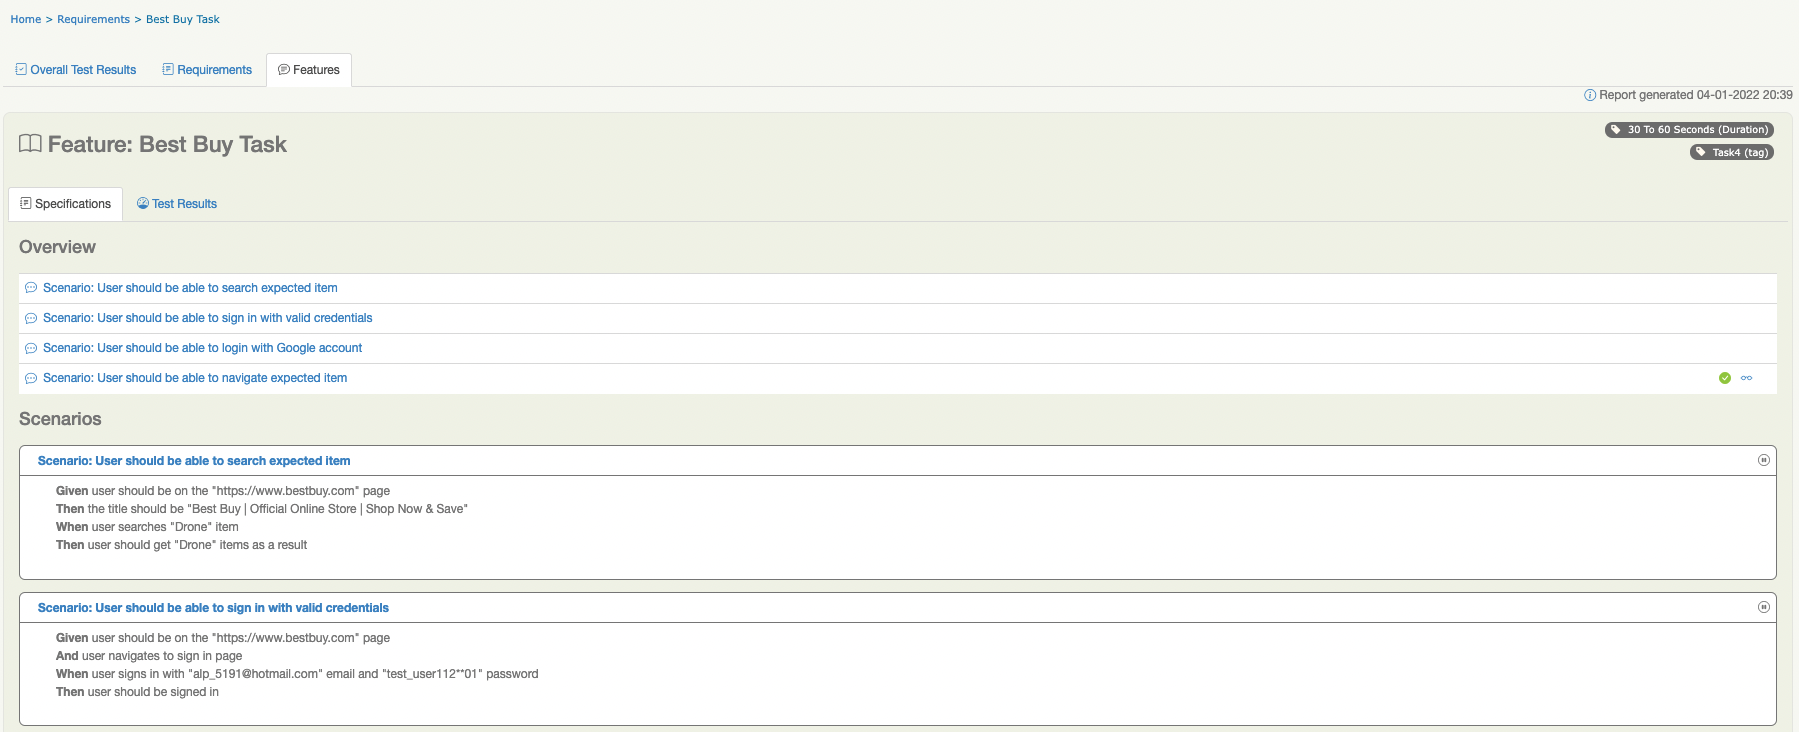 Home > Requirements > Best Buy Task
Overall Test Results
Requirements
Features
Report generated 04-01-2022 20:39
Feature: Best Buy Task
30 To 60 Seconds (Duration)
Task4 (tag)
Specifications
Test Results
Overview
Scenario: User should be able to search expected item
Scenario: User should be able to sign in with valid credentials
Scenario: User should be able to login with Google account
Scenario: User should be able to navigate expected item
Scenarios
Scenario: User should be able to search expected item
Given user should be on the "https://www.bestbuy.com" page
Then the title should be "Best Buy | Official Online Store | Shop Now & Save"
When user searches "Drone" item
Then user should get "Drone" items as a result
Scenario: User should be able to sign in with valid credentials
Given user should be on the "https://www.bestbuy.com" page
And user navigates to sign in page
When user signs in with "alp_5191@hotmail.com" email and "test_user112**01" password
Then user should be signed in